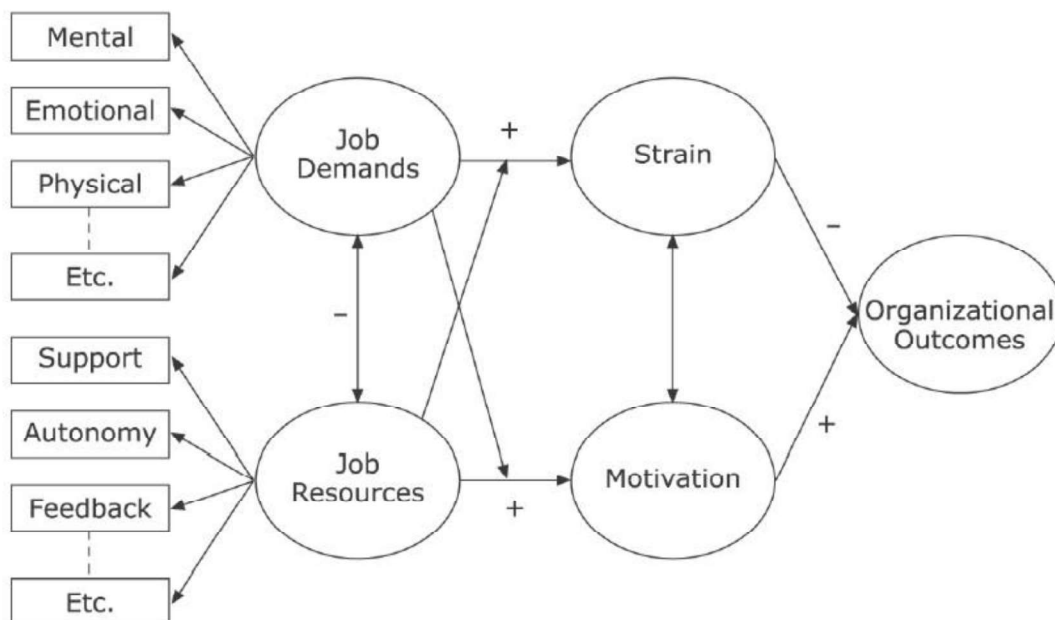 Mental
Emotional
Physical
Etc.
Support
Autonomy
Feedback
Etc.
Job
Demands
Job
Resources
+
–
+
Strain
Motivation
–
+
Organizational
Outcomes